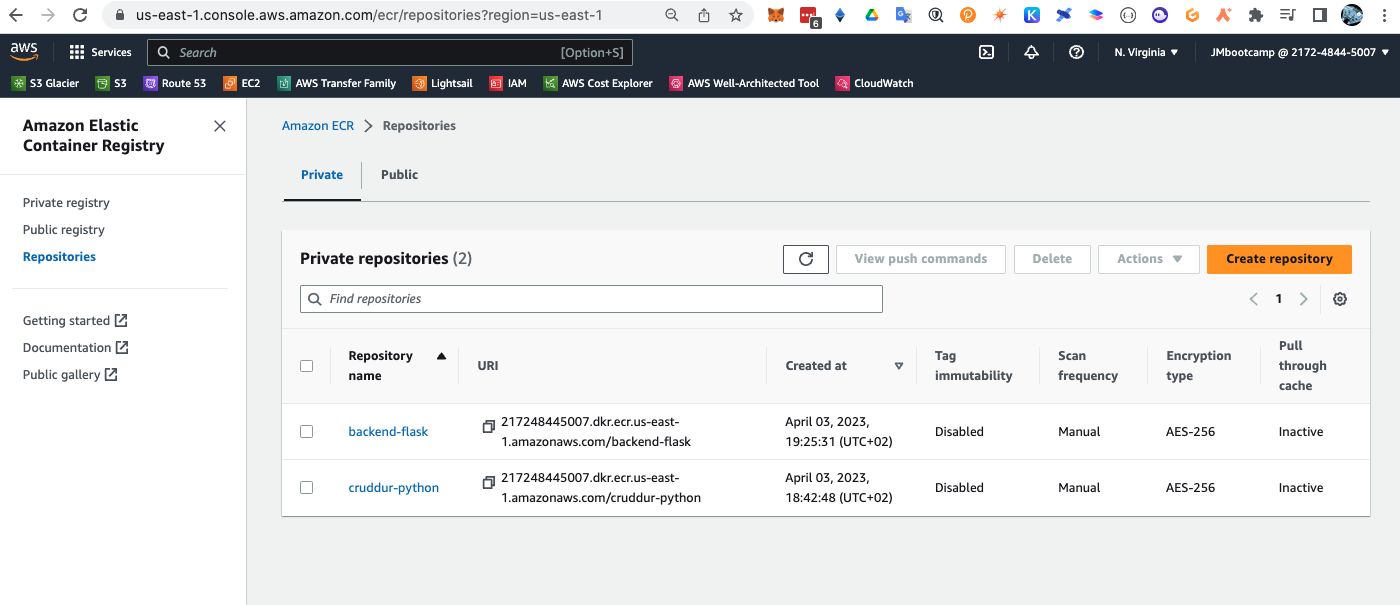 us-east-1.console.aws.amazon.com/ecr/repositories?region=us-east-1
6
aws Services Search [Option+S] N. Virginia ▼ JMbootcamp @ 2172-4844-5007 ▼
S3 Glacier S3 Route 53 EC2 AWS Transfer Family Lightsail IAM AWS Cost Explorer AWS Well-Architected Tool CloudWatch
Amazon Elastic
Container Registry
Private registry
Public registry
Repositories
Getting started
Documentation
Public gallery
Amazon ECR > Repositories
Private Public
Private repositories (2) View push commands Delete Actions ▼ Create repository
Find repositories 1
Repository
name
URI
Created at
Tag
immutability
Scan
frequency
Encryption
type
Pull
through
cache
backend-flask
217248445007.dkr.ecr.us-east-
1.amazonaws.com/backend-flask
April 03, 2023,
19:25:31 (UTC+02)
Disabled
Manual
AES-256
Inactive
cruddur-python
217248445007.dkr.ecr.us-east-
1.amazonaws.com/cruddur-python
April 03, 2023,
18:42:48 (UTC+02)
Disabled
Manual
AES-256
Inactive